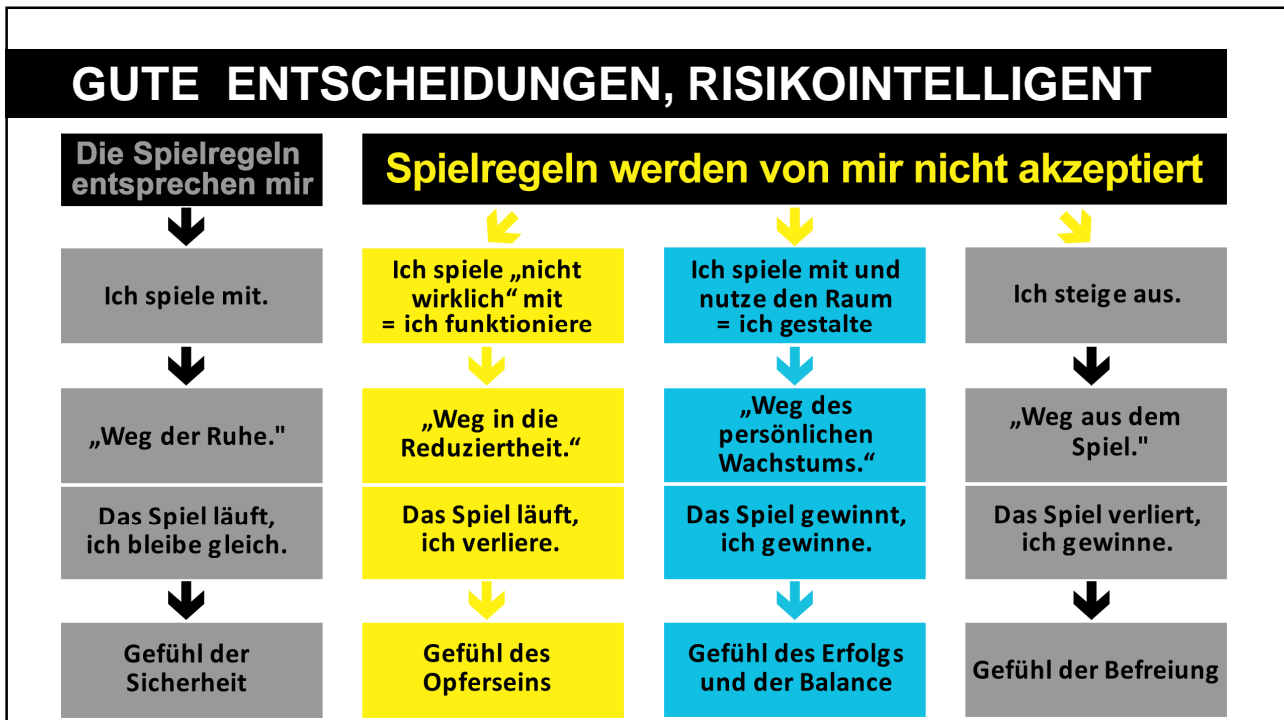 GUTE ENTSCHEIDUNGEN, RISIKOINTELLIGENT
Die Spielregeln
entsprechen mir
Spielregeln werden von mir nicht akzeptiert
Ich spiele mit.
Ich spiele „nicht
wirklich“ mit
= ich funktioniere
Ich spiele mit und
nutze den Raum
= ich gestalte
Ich steige aus.
„Weg der Ruhe."
„Weg in die
Reduziertheit.“
„Weg des
persönlichen
Wachstums.“
„Weg aus dem
Spiel."
Das Spiel läuft,
ich bleibe gleich.
Das Spiel läuft,
ich verliere.
Das Spiel gewinnt,
ich gewinne.
Das Spiel verliert,
ich gewinne.
Gefühl der
Sicherheit
Gefühl des
Opferseins
Gefühl des Erfolgs
und der Balance
Gefühl der Befreiung